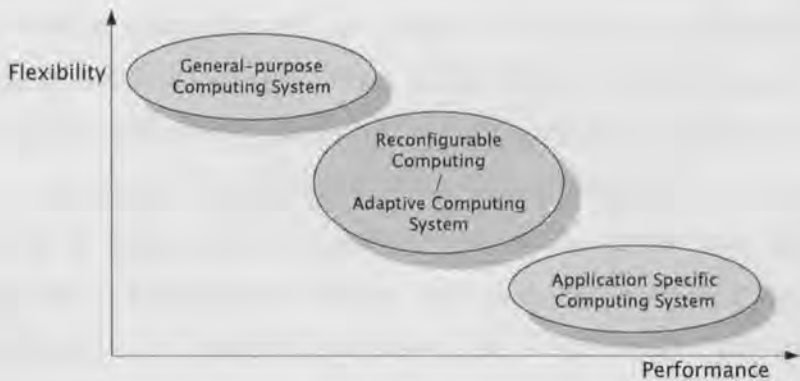 Flexibility
General-purpose
Computing System
Reconfigurable
Computing
/
Adaptive Computing
System
Application Specific
Computing System
Performance